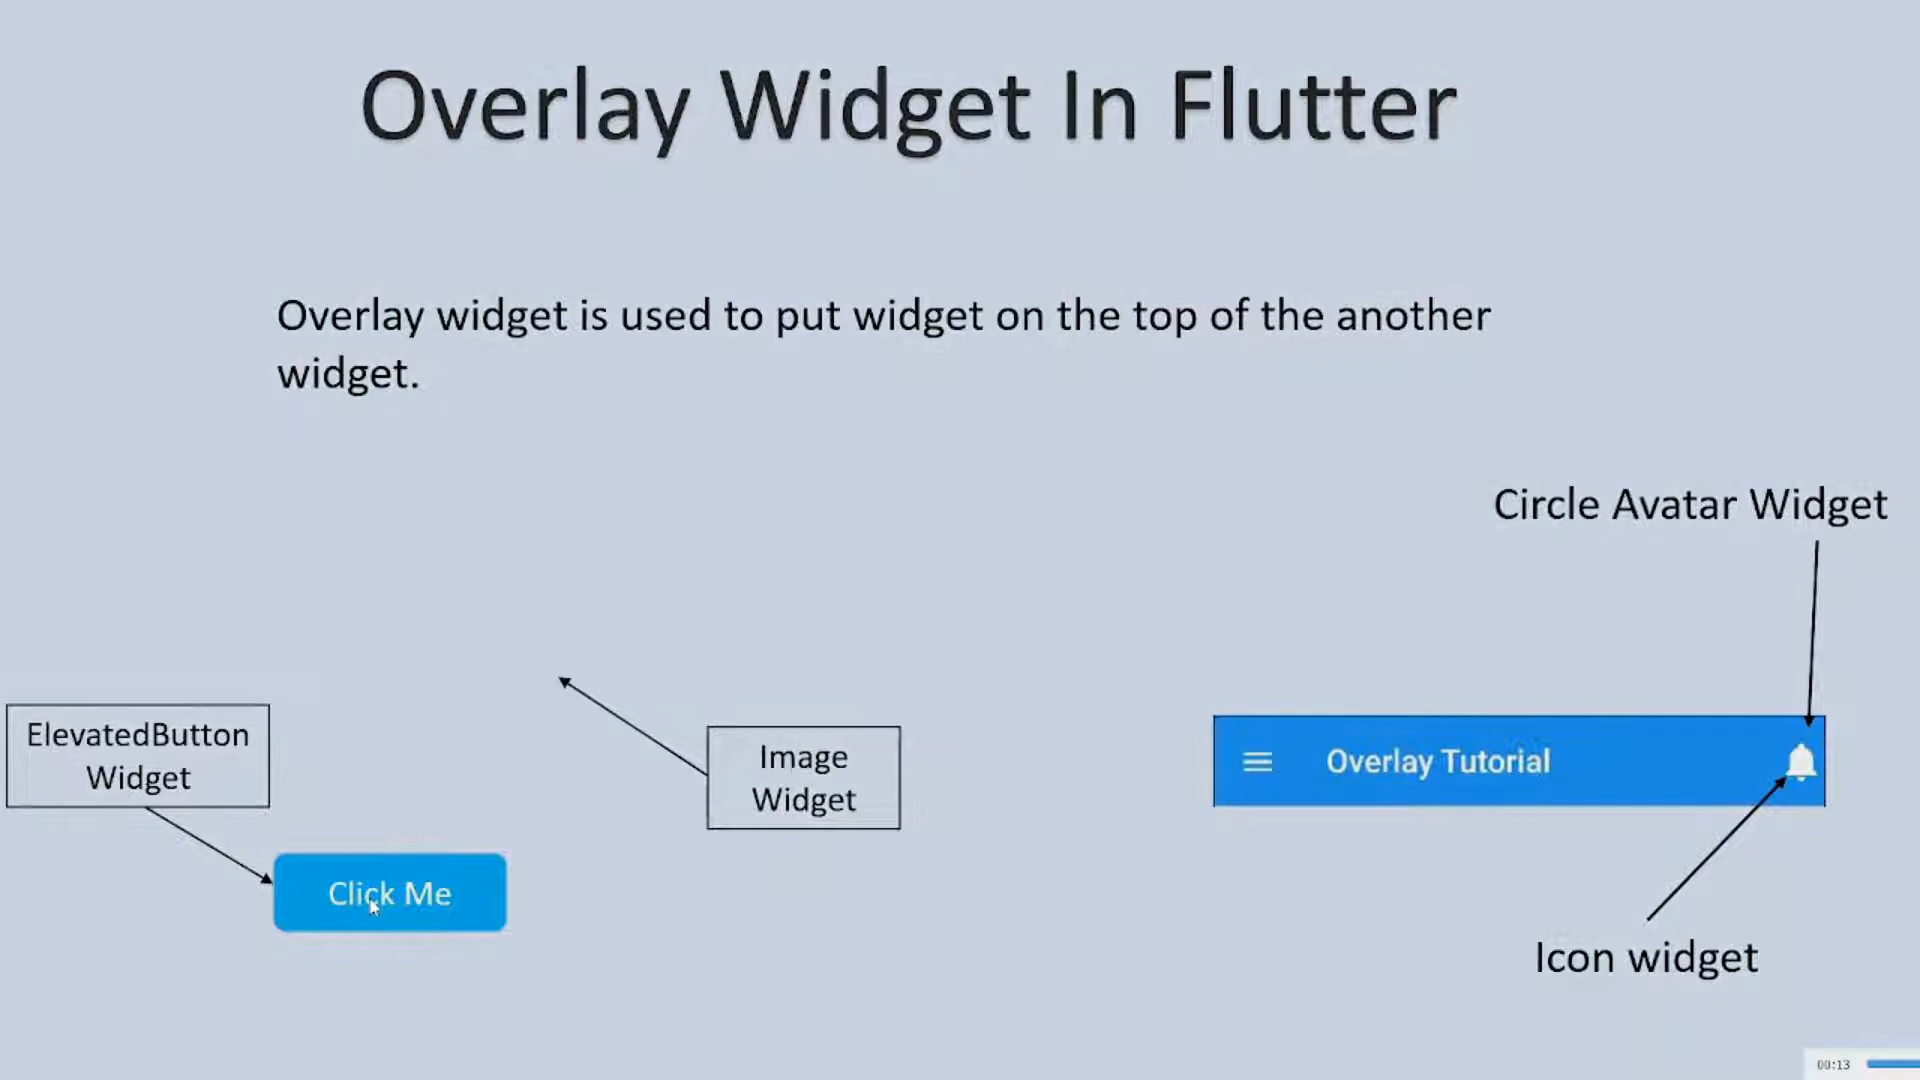 Overlay Widget In Flutter
Overlay widget is used to put widget on the top of the another
widget.
Circle Avatar Widget
ElevatedButton
Widget
Image
Widget
Overlay Tutorial
Click Me
Icon widget
00:13